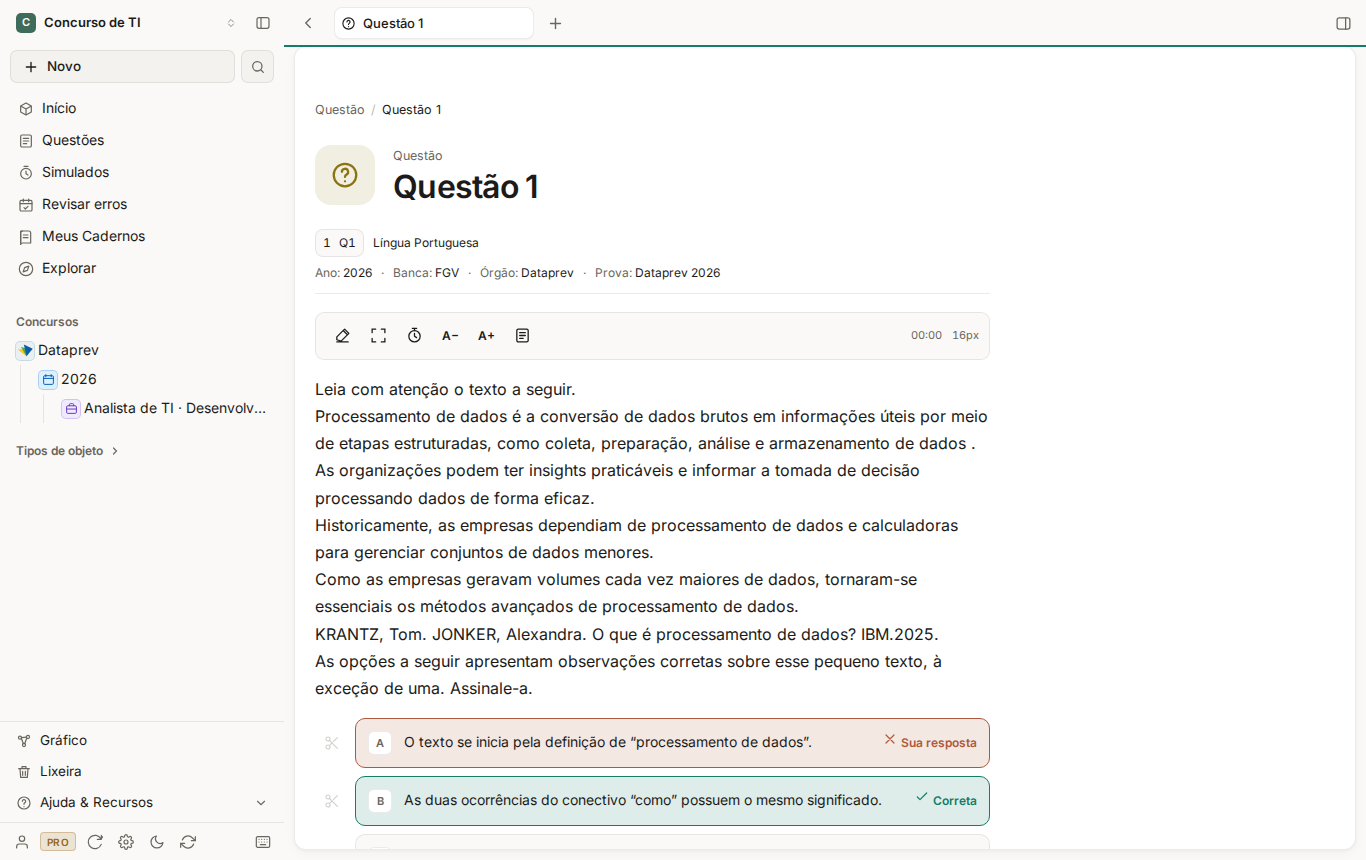 C Concurso de TI
Novo
Início
Questões
Simulados
Revisar erros
Meus Cadernos
Explorar
Concursos
Dataprev
2026
Analista de TI · Desenvolv...
Tipos de objeto
Gráfico
Lixeira
Ajuda & Recursos
PRO
Questão 1
Questão / Questão 1
Questão
Questão 1
1 Q1 Língua Portuguesa
Ano: 2026 · Banca: FGV · Órgão: Dataprev · Prova: Dataprev 2026
A− A+ 00:00 16px
Leia com atenção o texto a seguir.
Processamento de dados é a conversão de dados brutos em informações úteis por meio
de etapas estruturadas, como coleta, preparação, análise e armazenamento de dados .
As organizações podem ter insights praticáveis e informar a tomada de decisão
processando dados de forma eficaz.
Historicamente, as empresas dependiam de processamento de dados e calculadoras
para gerenciar conjuntos de dados menores.
Como as empresas geravam volumes cada vez maiores de dados, tornaram-se
essenciais os métodos avançados de processamento de dados.
KRANTZ, Tom. JONKER, Alexandra. O que é processamento de dados? IBM.2025.
As opções a seguir apresentam observações corretas sobre esse pequeno texto, à
exceção de uma. Assinale-a.
A O texto se inicia pela definição de “processamento de dados”. Sua resposta
B As duas ocorrências do conectivo “como” possuem o mesmo significado. Correta